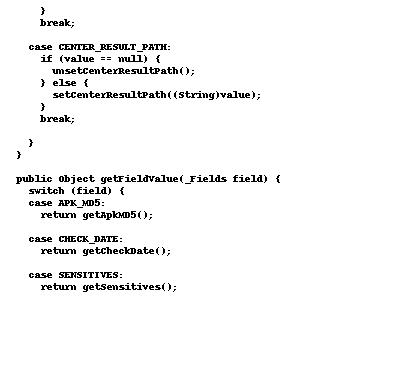 }
break;
case CENTER_RESULT_PATH:
if (value == null) {
unsetCenterResultPath();
} else {
setCenterResultPath((String)value);
}
break;
}
}
public Object getFieldValue(_Fields field) {
switch (field) {
case APK_MD5:
return getApkMD5();
case CHECK_DATE:
return getCheckDate();
case SENSITIVES:
return getSensitives();